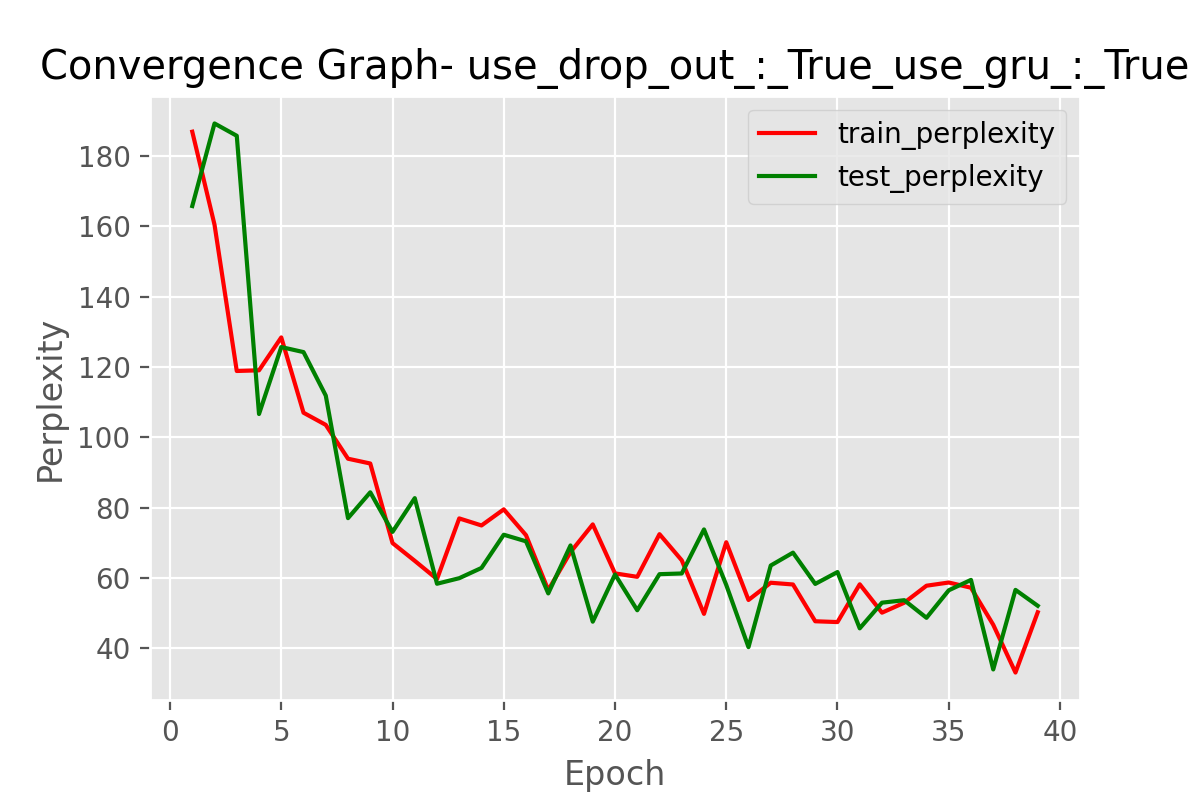 Convergence Graph- use_drop_out_:_True_use_gru_:_True
train_perplexity
test_perplexity
180
160
140
120
100
80
60
40
Perplexity
0 5 10 15 20 25 30 35 40
Epoch